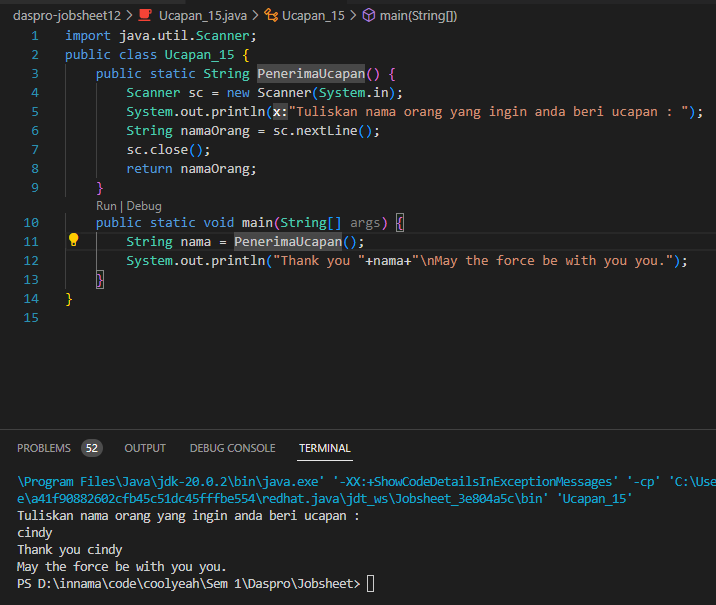 daspro-jobsheet12 > Ucapan_15.java > Ucapan_15 > main(String[])
1 import java.util.Scanner;
2 public class Ucapan_15 {
3 public static String PenerimaUcapan() {
4 Scanner sc = new Scanner(System.in);
5 System.out.println(x:"Tuliskan nama orang yang ingin anda beri ucapan : ");
6 String namaOrang = sc.nextLine();
7 sc.close();
8 return namaOrang;
9 }
Run | Debug
10 public static void main(String[] args) {
11 String nama = PenerimaUcapan();
12 System.out.println("Thank you "+nama+"\nMay the force be with you you.");
13 }
14 }
15
PROBLEMS 52 OUTPUT DEBUG CONSOLE TERMINAL
\Program Files\Java\jdk-20.0.2\bin\java.exe' '-XX:+ShowCodeDetailsInExceptionMessages' '-cp' 'C:\Use
e\a41f90882602cfb45c51dc45fffbe554\redhat.java\jdt_ws\Jobsheet_3e804a5c\bin' 'Ucapan_15'
Tuliskan nama orang yang ingin anda beri ucapan :
cindy
Thank you cindy
May the force be with you you.
PS D:\innama\code\coolyeah\Sem 1\Daspro\Jobsheet>